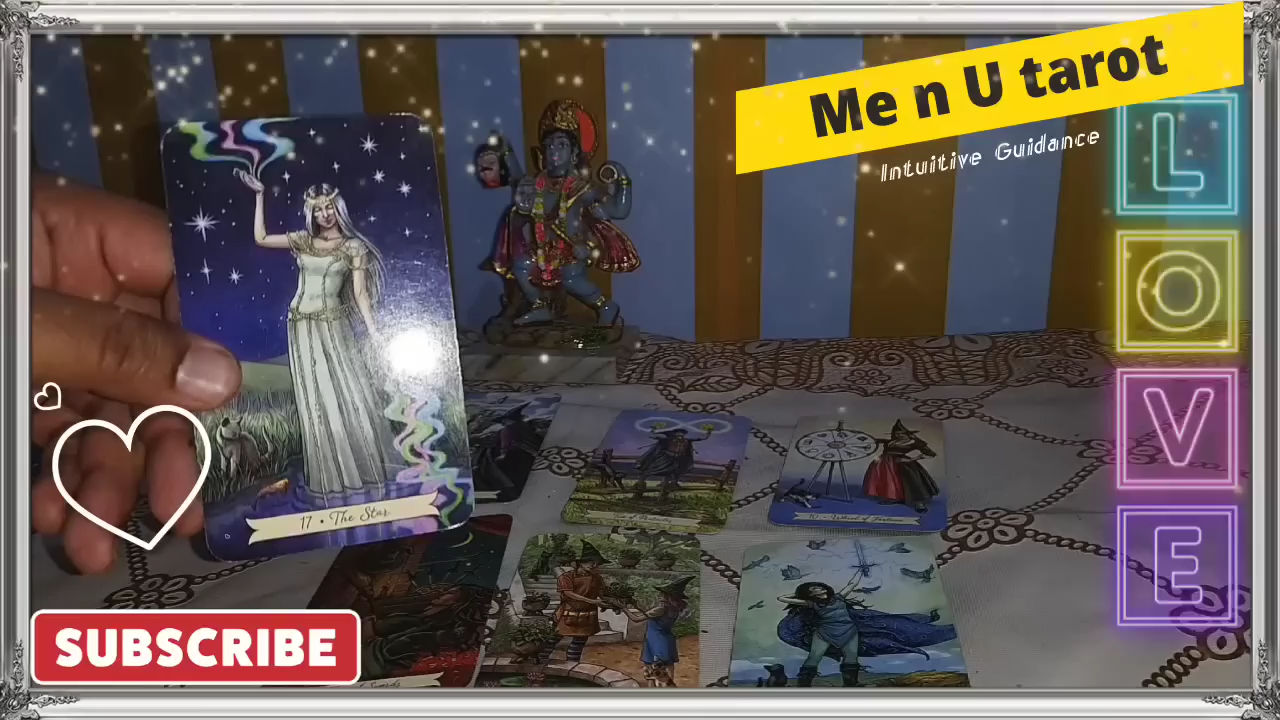 Me n U tarot
Intuitive Guidance
L
O
V
E
17 • The Star
SUBSCRIBE